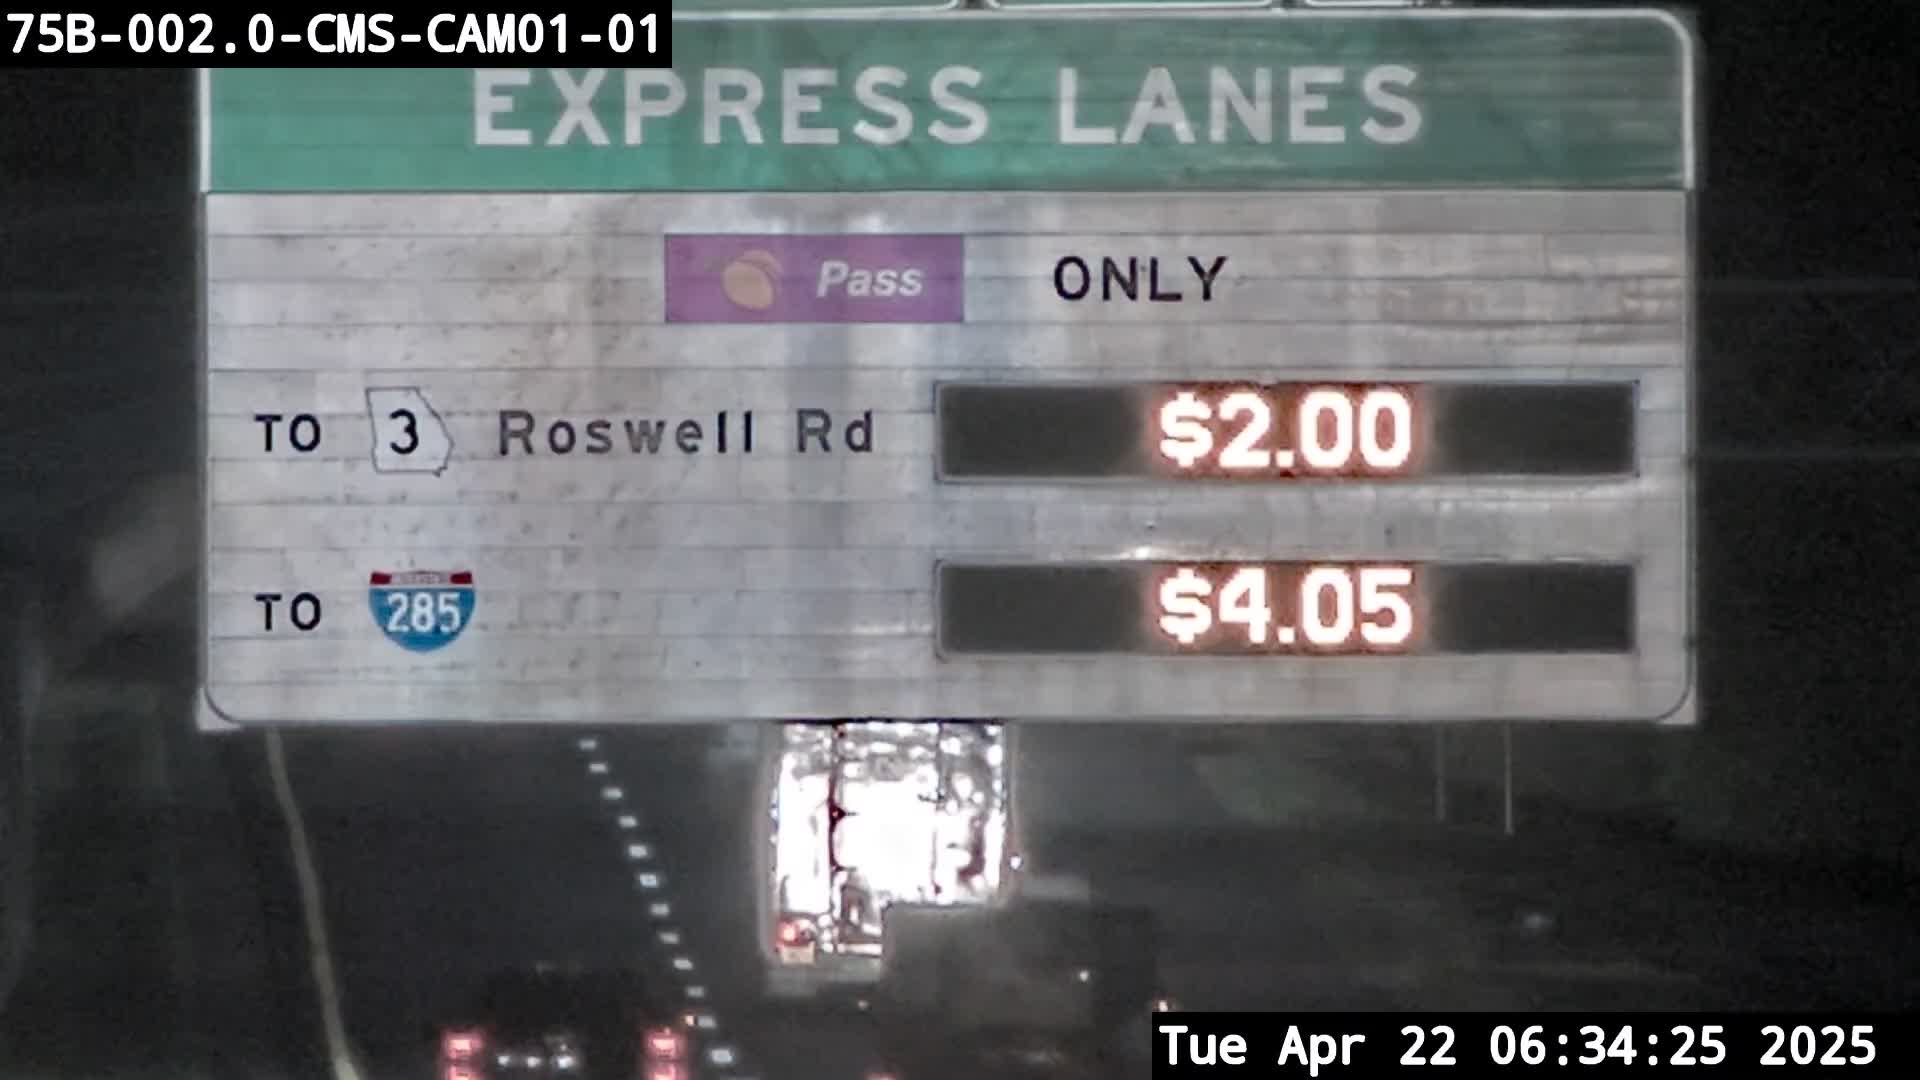 75B-002.0-CMS-CAM01-01
EXPRESS LANES
Pass ONLY
TO 3 Roswell Rd $2.00
TO 285 $4.05
Tue Apr 22 06:34:25 2025